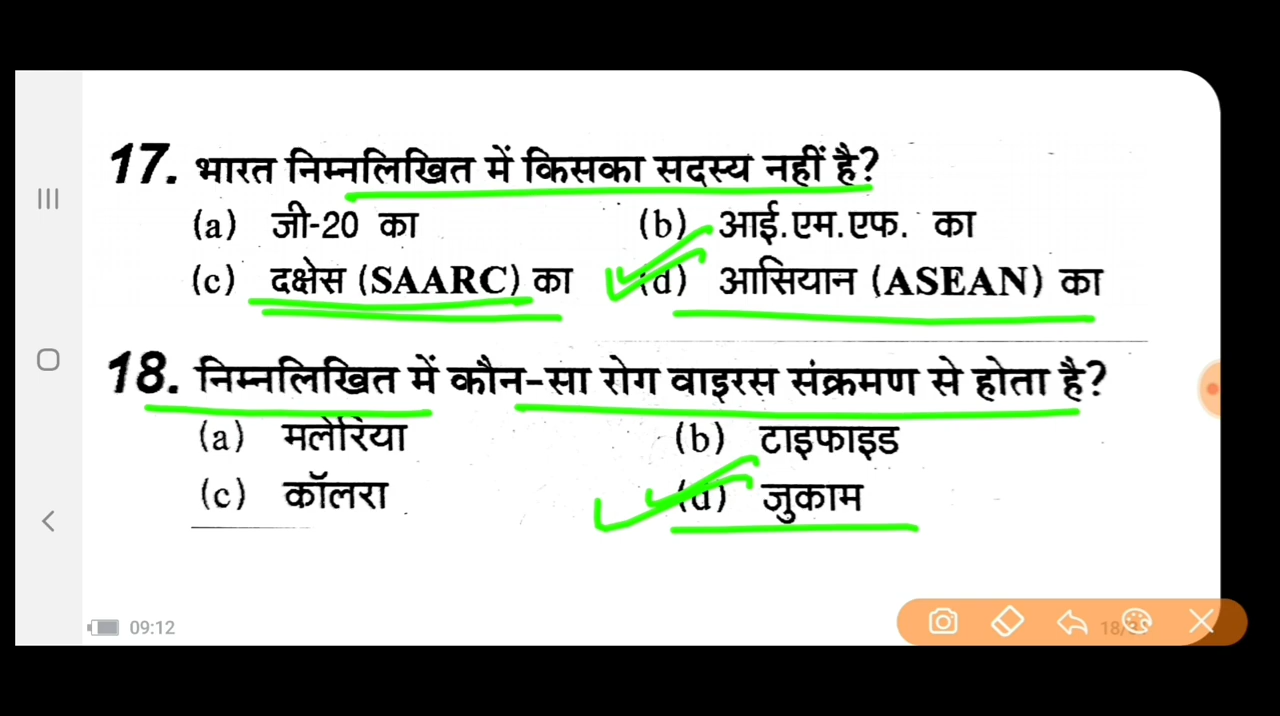 17. भारत निम्नलिखित में किसका सदस्य नहीं है?
(a) जी-20 का (b) आई.एम.एफ. का
(c) दक्षेस (SAARC) का (d) आसियान (ASEAN) का
18. निम्नलिखित में कौन-सा रोग वाइरस संक्रमण से होता है?
(a) मलेरिया (b) टाइफाइड
(c) कॉलरा (d) जुकाम
09:12